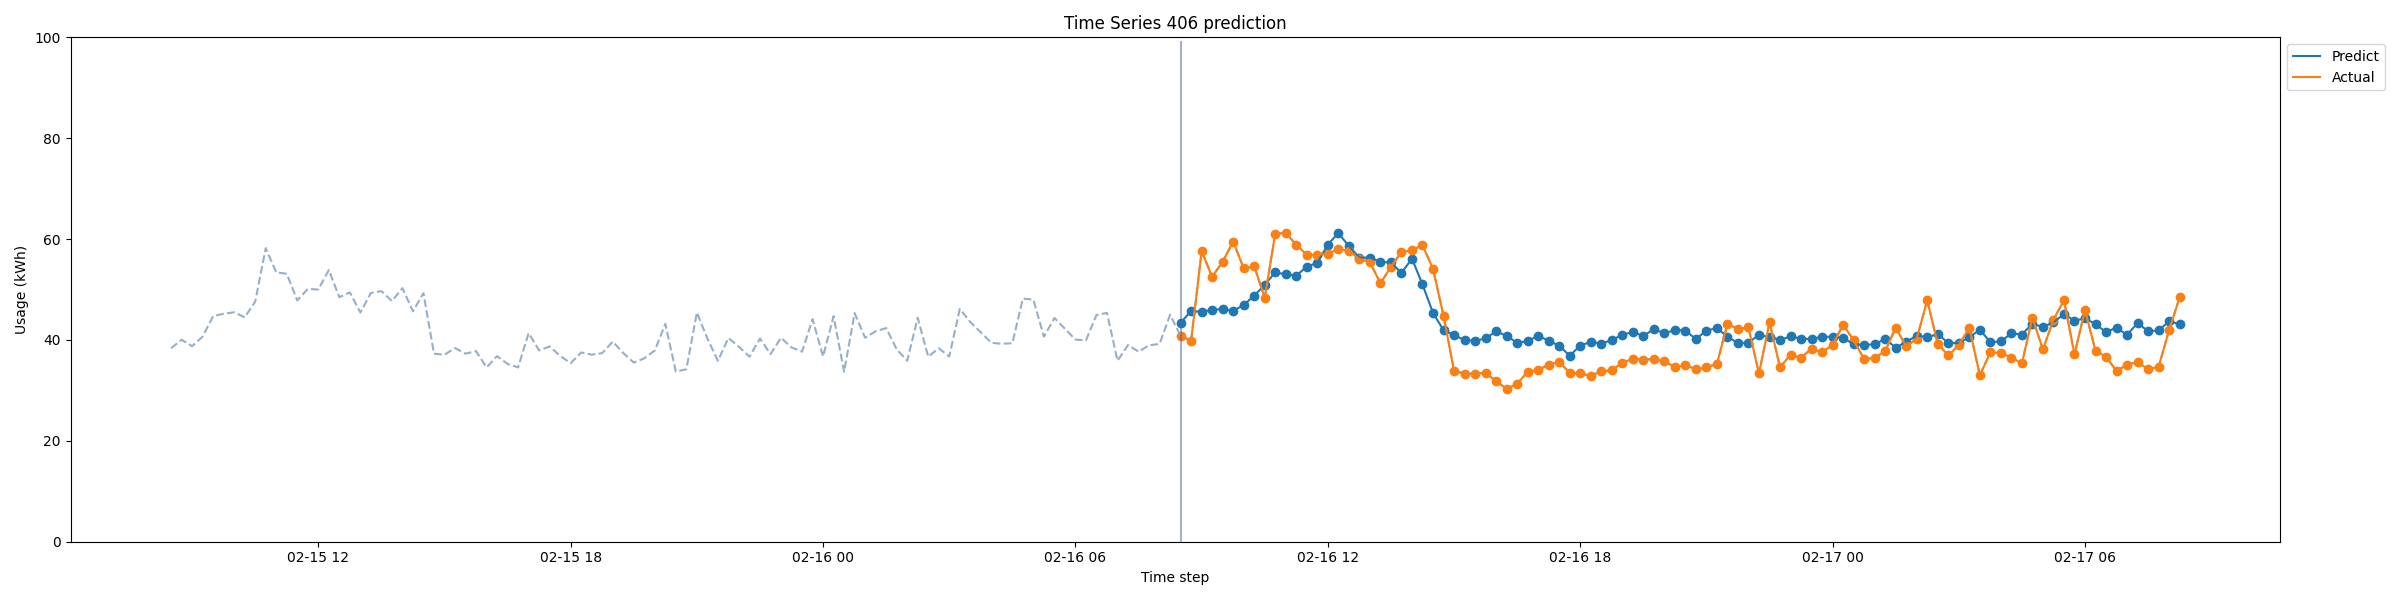 Time Series 406 prediction
Predict
Actual
Usage (kWh)
100
80
60
40
20
0
02-15 12
02-15 18
02-16 00
02-16 06
02-16 12
02-16 18
02-17 00
02-17 06
Time step